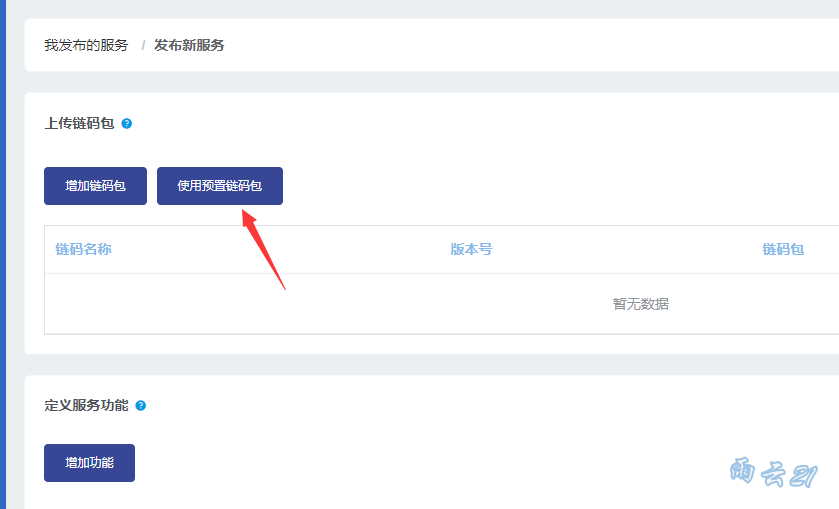 我发布的服务 / 发布新服务
上传链码包 ?
增加链码包 使用预置链码包
链码名称 版本号 链码包
暂无数据
定义服务功能 ?
增加功能
雨云21